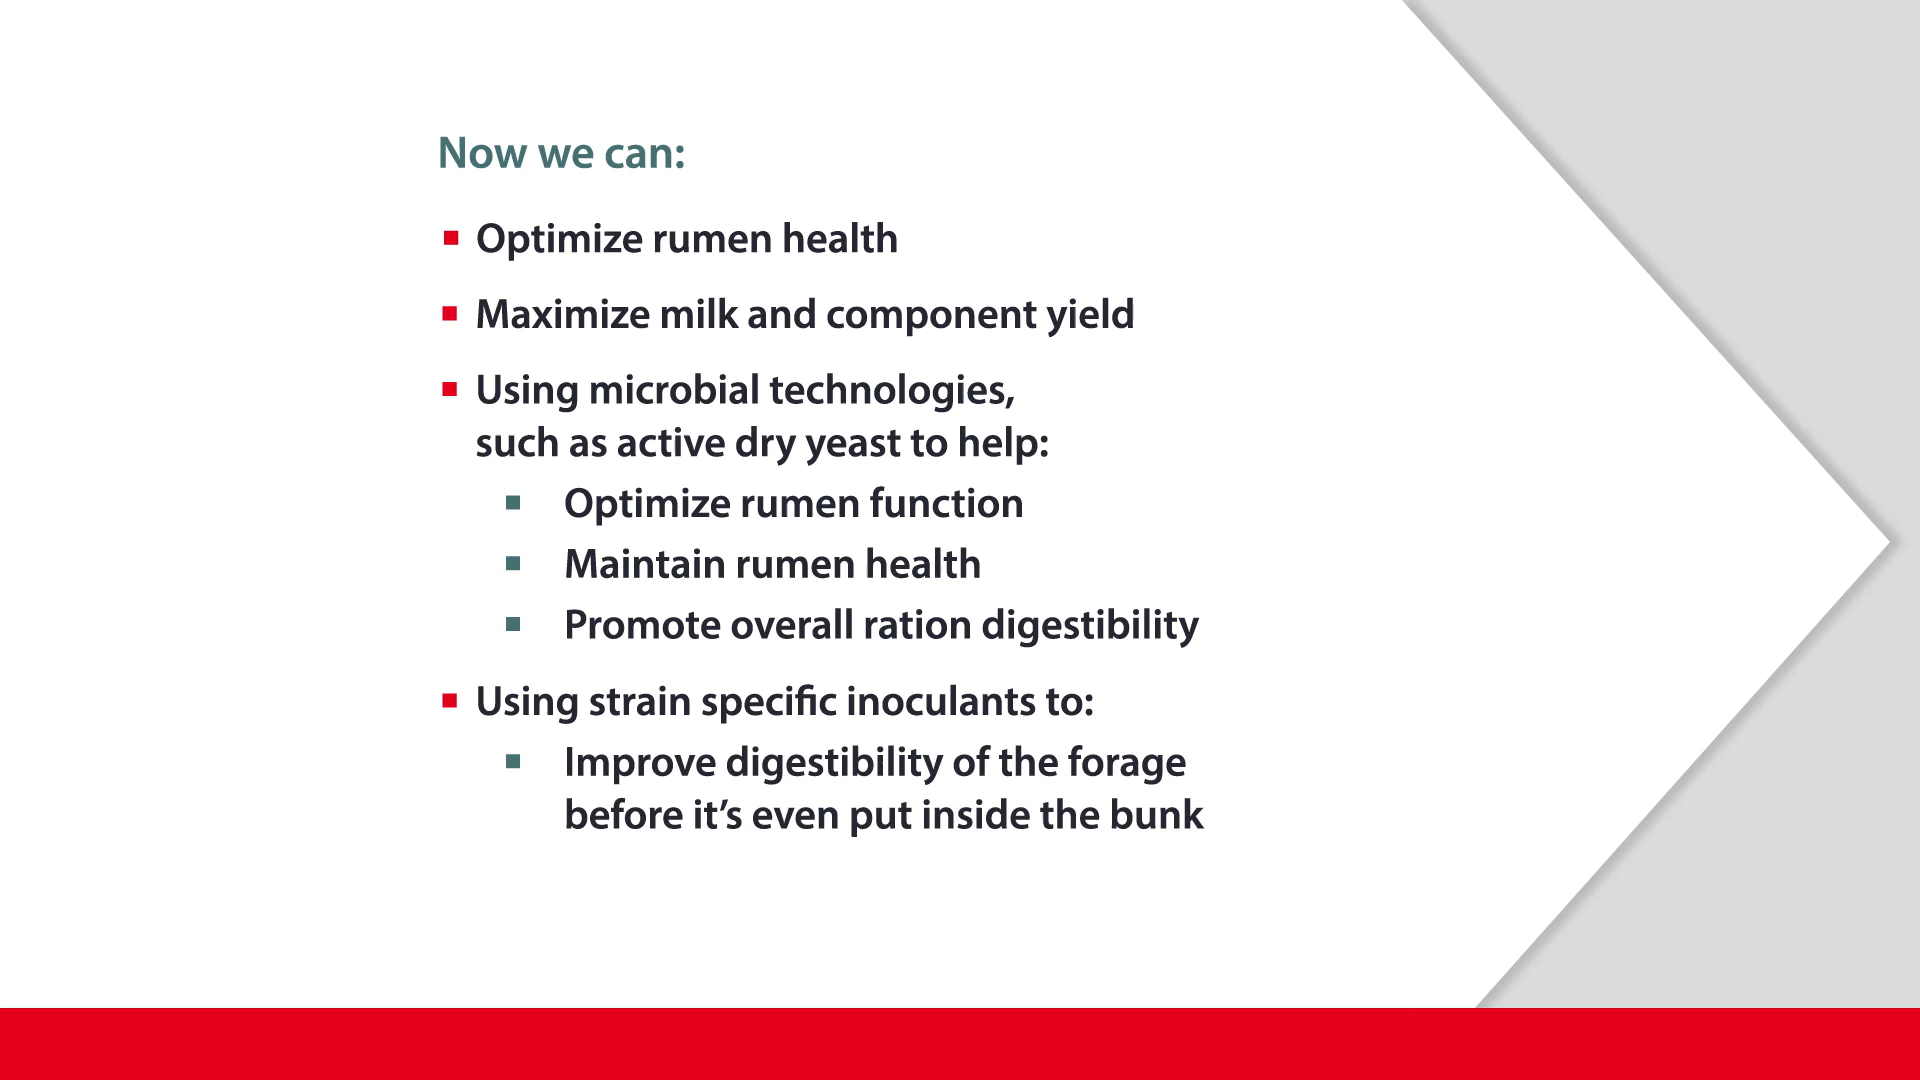 Now we can:
▪ Optimize rumen health
▪ Maximize milk and component yield
▪ Using microbial technologies,
such as active dry yeast to help:
▪ Optimize rumen function
▪ Maintain rumen health
▪ Promote overall ration digestibility
▪ Using strain specific inoculants to:
▪ Improve digestibility of the forage
before it’s even put inside the bunk